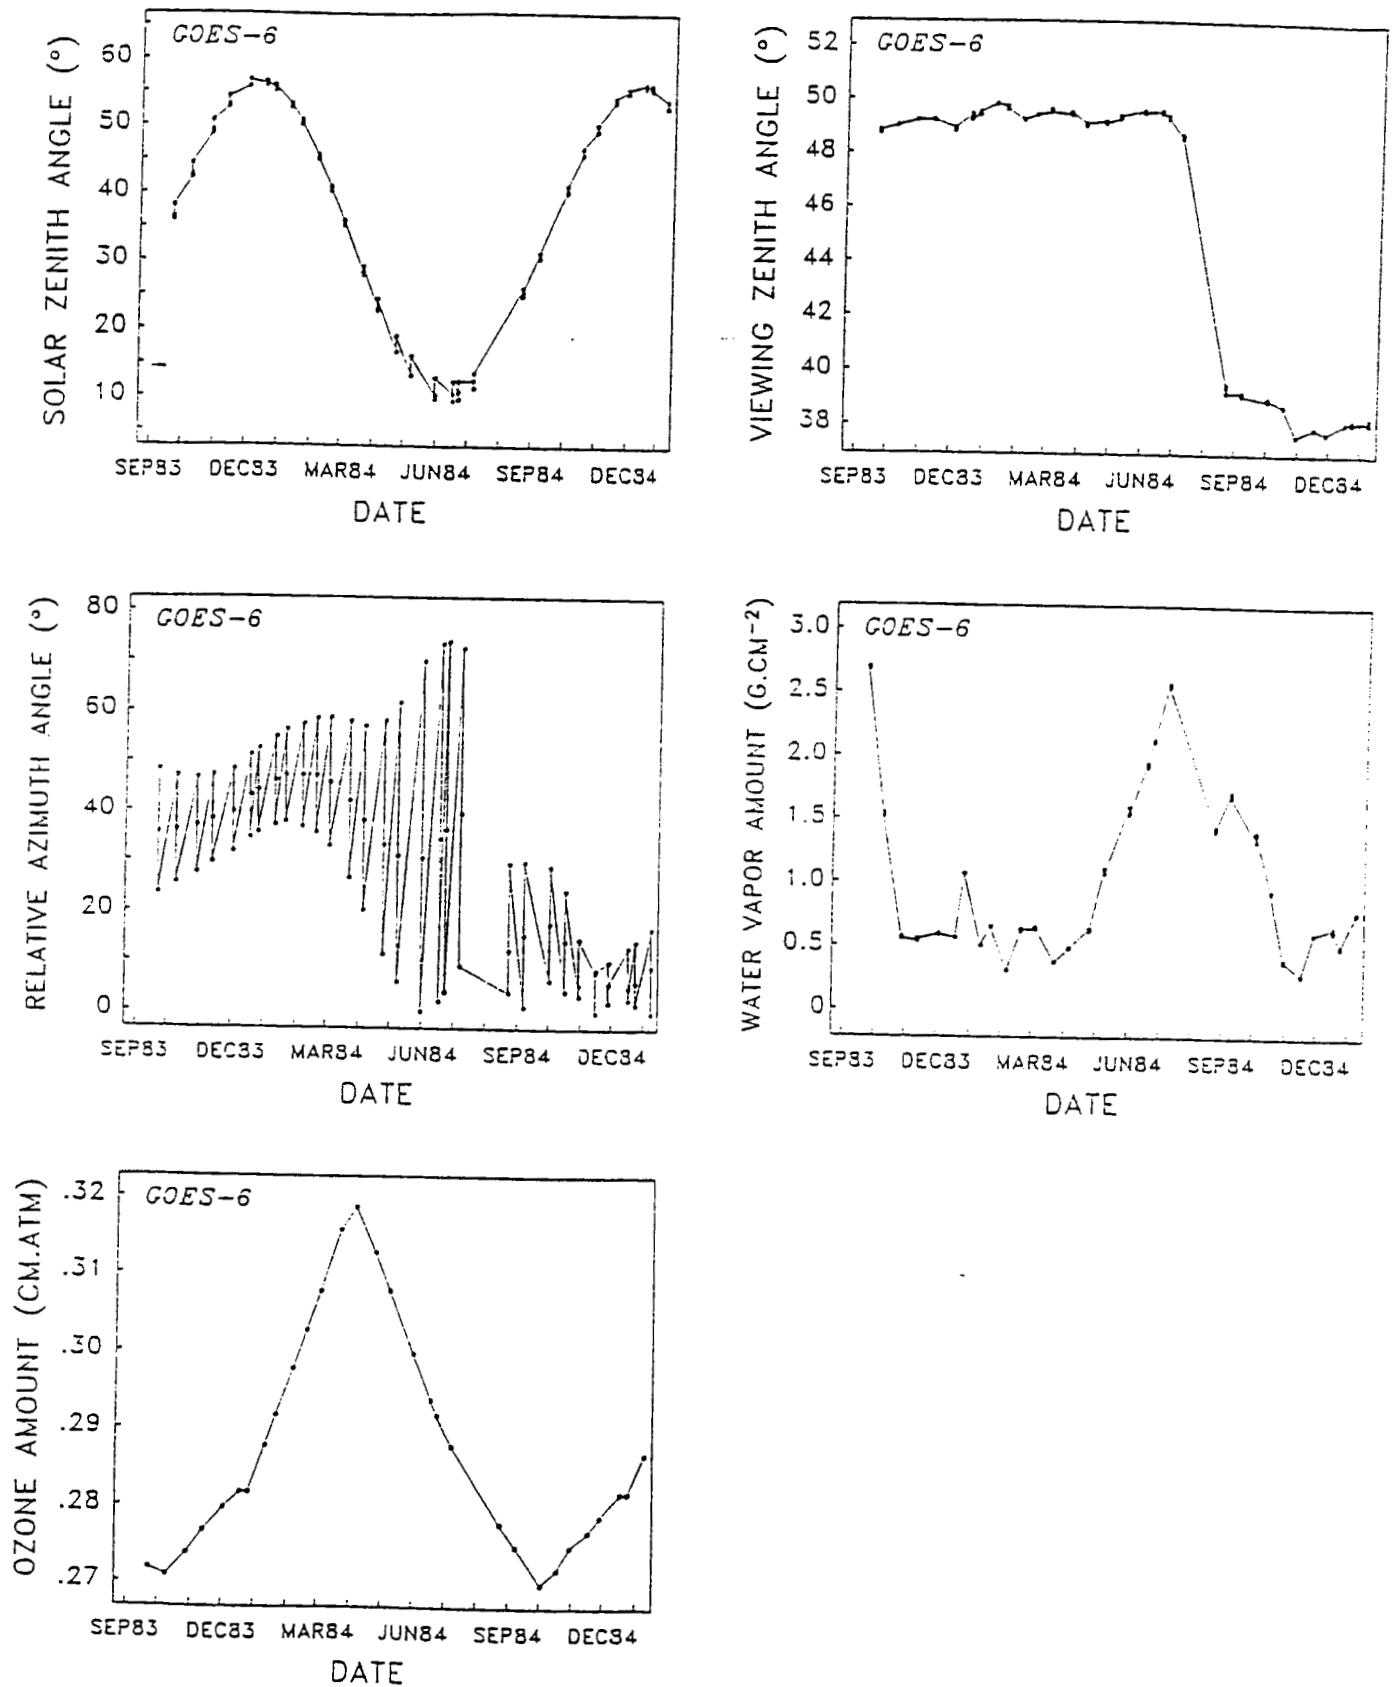 GOES-6
SOLAR ZENITH ANGLE (°)
60
50
40
30
20
10
SEP83 DEC83 MAR84 JUN84 SEP84 DEC84
DATE
GOES-6
VIEWING ZENITH ANGLE (°)
52
50
48
46
44
42
40
38
SEP83 DEC83 MAR84 JUN84 SEP84 DEC84
DATE
GOES-6
RELATIVE AZIMUTH ANGLE (°)
80
60
40
20
0
SEP83 DEC83 MAR84 JUN84 SEP84 DEC84
DATE
GOES-6
WATER VAPOR AMOUNT (G.CM-2)
3.0
2.5
2.0
1.5
1.0
0.5
0
SEP83 DEC83 MAR84 JUN84 SEP84 DEC84
DATE
GOES-6
OZONE AMOUNT (CM.ATM)
.32
.31
.30
.29
.28
.27
SEP83 DEC83 MAR84 JUN84 SEP84 DEC84
DATE